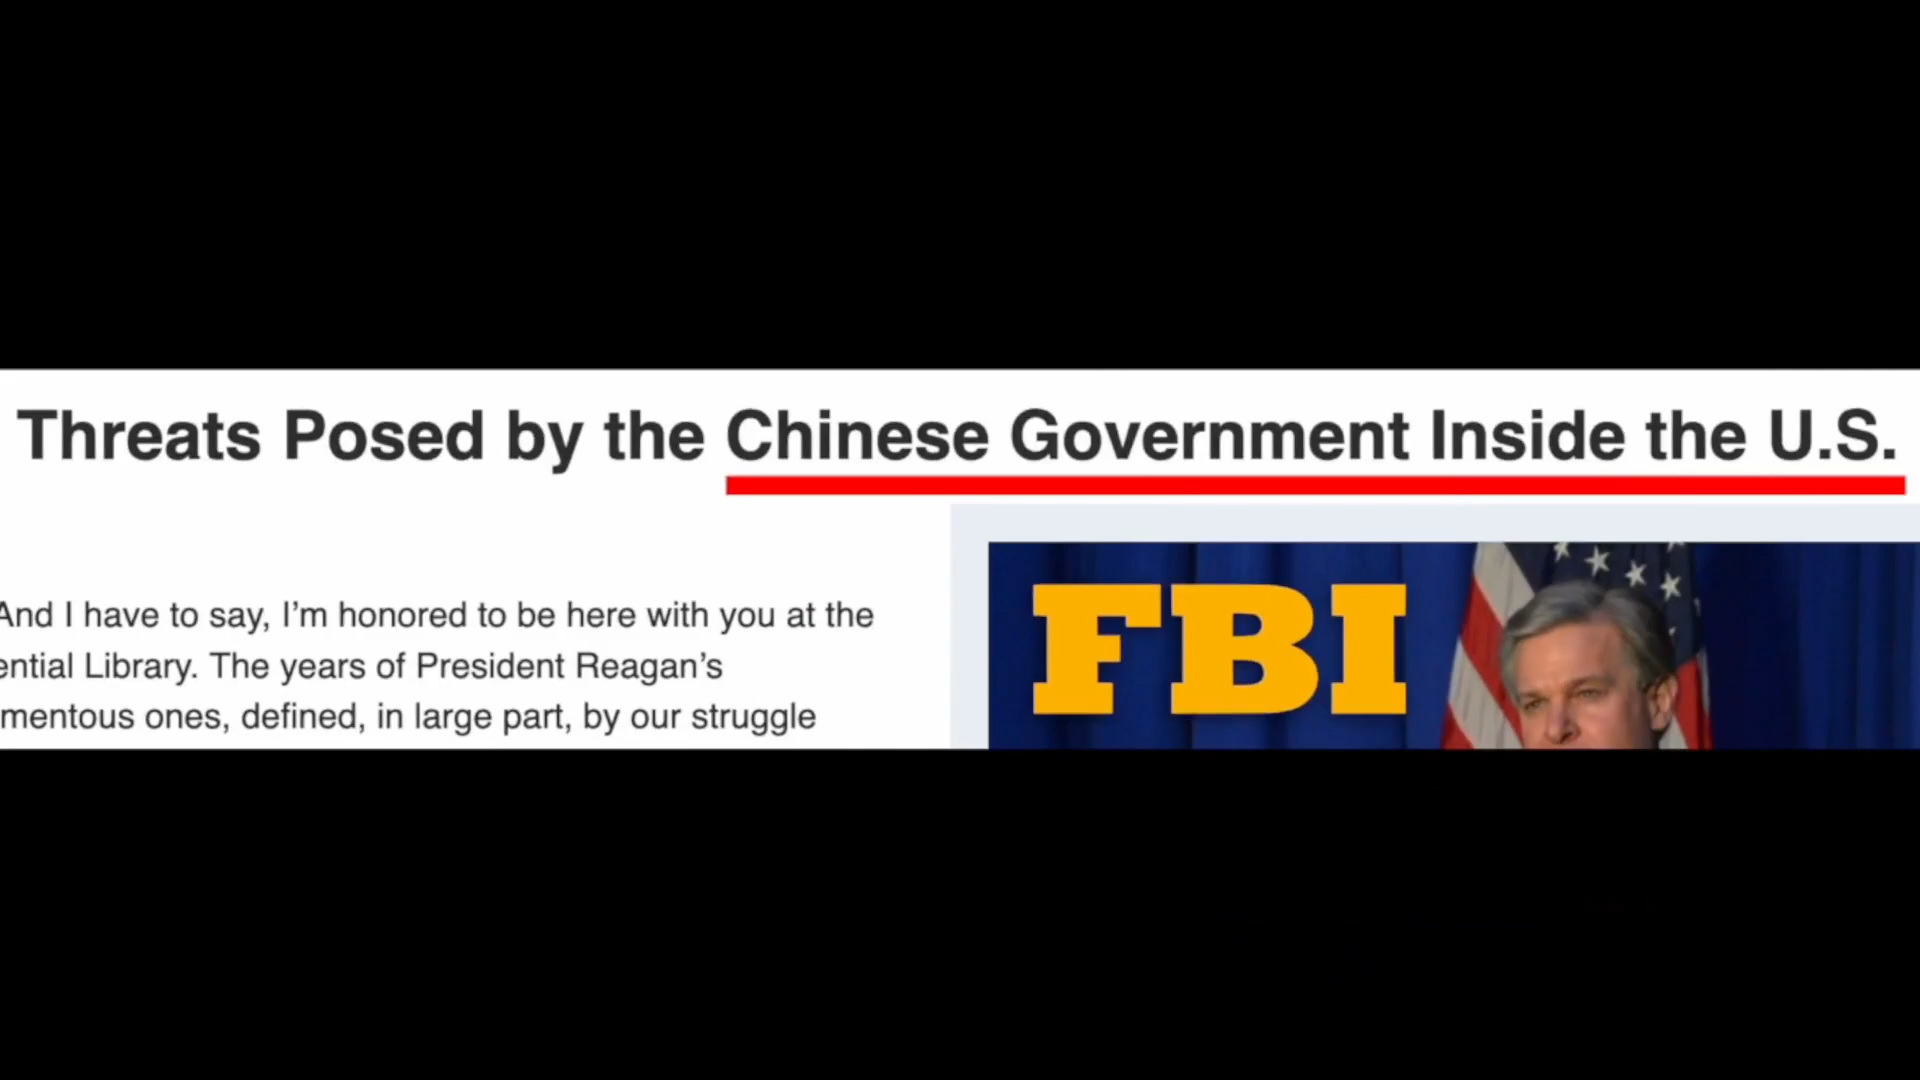 Threats Posed by the Chinese Government Inside the U.S.
And I have to say, I’m honored to be here with you at the
ential Library. The years of President Reagan’s
mentous ones, defined, in large part, by our struggle
FBI